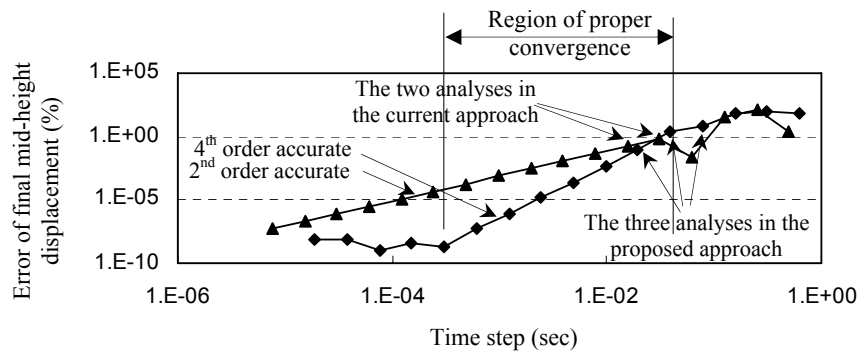 Region of proper
convergence
1.E+05
1.E+00
1.E-05
1.E-10
Error of final mid-height
displacement (%)
The two analyses in
the current approach
4th order accurate
2nd order accurate
The three analyses in the
proposed approach
1.E-06
1.E-04
1.E-02
1.E+00
Time step (sec)